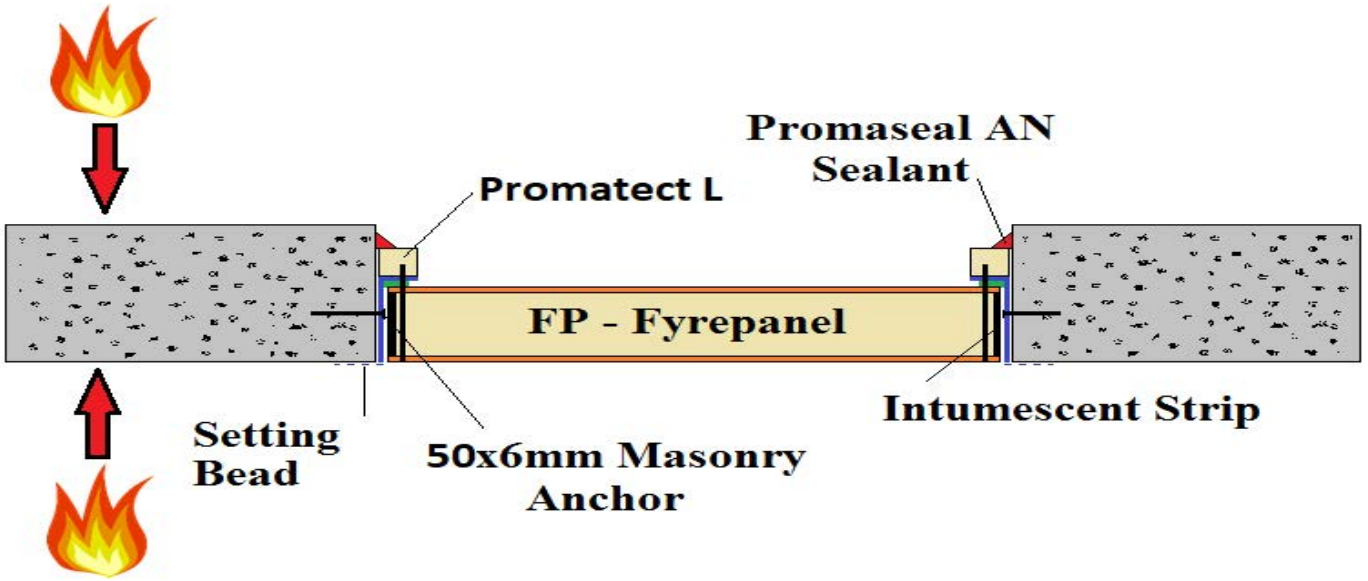 Promaseal AN
Sealant
Promatect L
FP - Fyrepanel
Intumescent Strip
Setting
Bead
50x6mm Masonry
Anchor